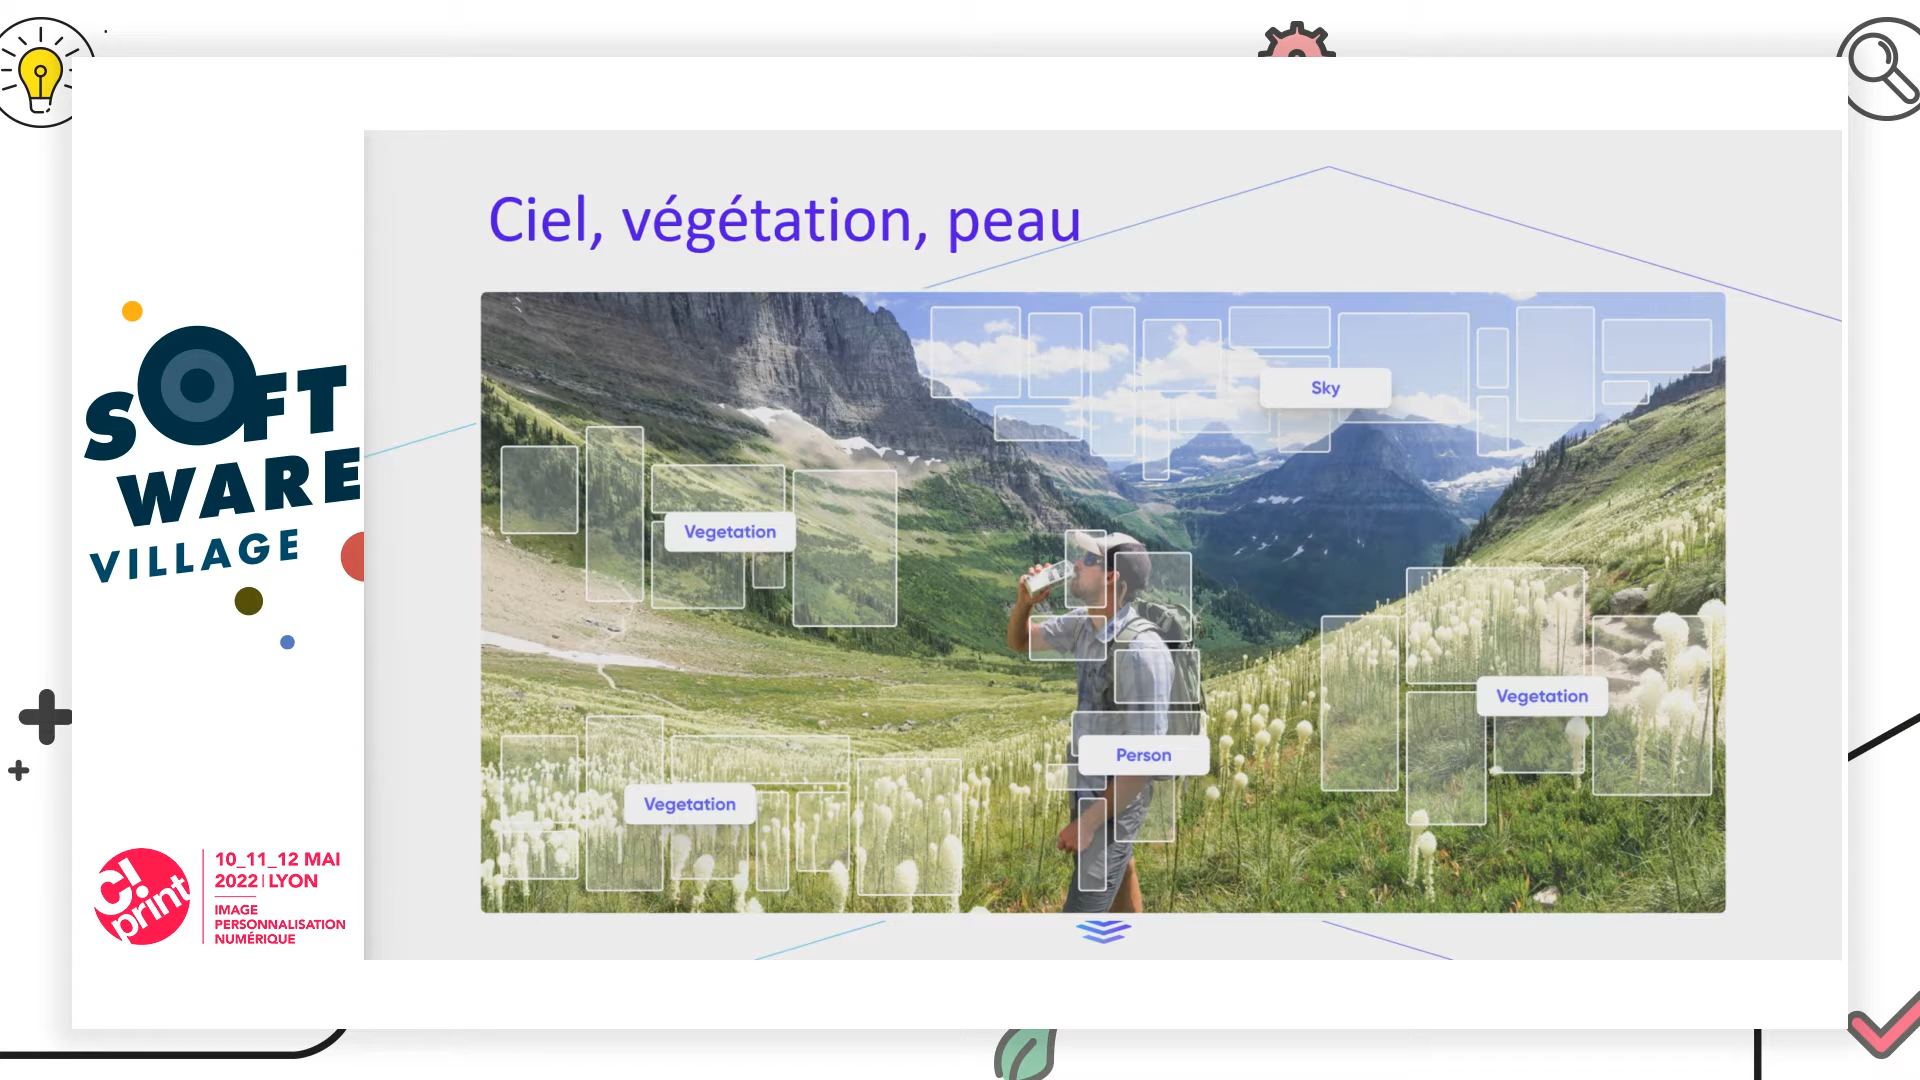 Ciel, végétation, peau
Sky
Vegetation
Vegetation
Person
Vegetation
SOFT
WARE
VILLAGE
C!
print
10_11_12 MAI
2022 | LYON
IMAGE
PERSONNALISATION
NUMÉRIQUE